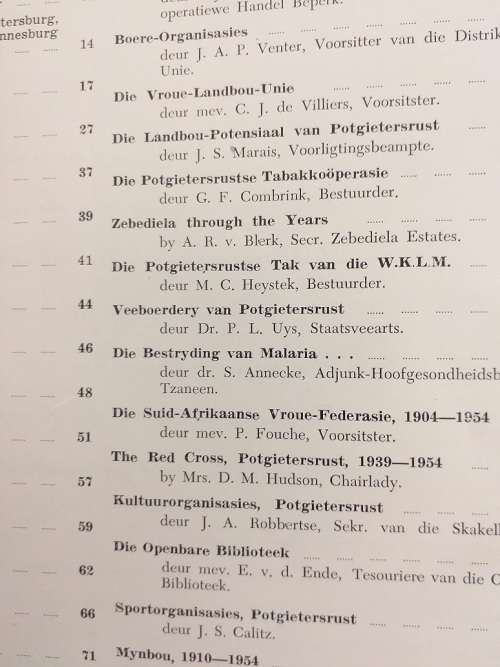 tersburg,
nnesburg
14
17
27
37
39
41
44
46
48
51
57
59
62
66
71
operatiewe Handel Beperk.
Boere-Organisasies
deur J. A. P. Venter, Voorsitter van die Distrik
Unie.
Die Vroue-Landbou-Unie
deur mev. C. J. de Villiers, Voorsitster.
Die Landbou-Potensiaal van Potgietersrust
deur J. S. Marais, Voorligtingsbeampte.
Die Potgietersrustse Tabakkoöperasie
deur G. F. Combrink, Bestuurder.
Zebediela through the Years
by A. R. v. Blerk, Secr. Zebediela Estates.
Die Potgietersrustse Tak van die W.K.L.M.
deur M. C. Heystek, Bestuurder.
Veeboerdery van Potgietersrust
deur Dr. P. L. Uys, Staatsveearts.
Die Bestryding van Malaria . . .
deur dr. S. Annecke, Adjunk-Hoofgesondheidsb
Tzaneen.
Die Suid-Afrikaanse Vroue-Federasie, 1904—1954
deur mev. P. Fouche, Voorsitster.
The Red Cross, Potgietersrust, 1939—1954
by Mrs. D. M. Hudson, Chairlady.
Kultuurorganisasies, Potgietersrust
deur J. A. Robbertse, Sekr. van die Skakell
Die Openbare Biblioteek
deur mev. E. v. d. Ende, Tesouriere van die O
Biblioteek.
Sportorganisasies, Potgietersrust
deur J. S. Calitz.
Mynbou, 1910—1954